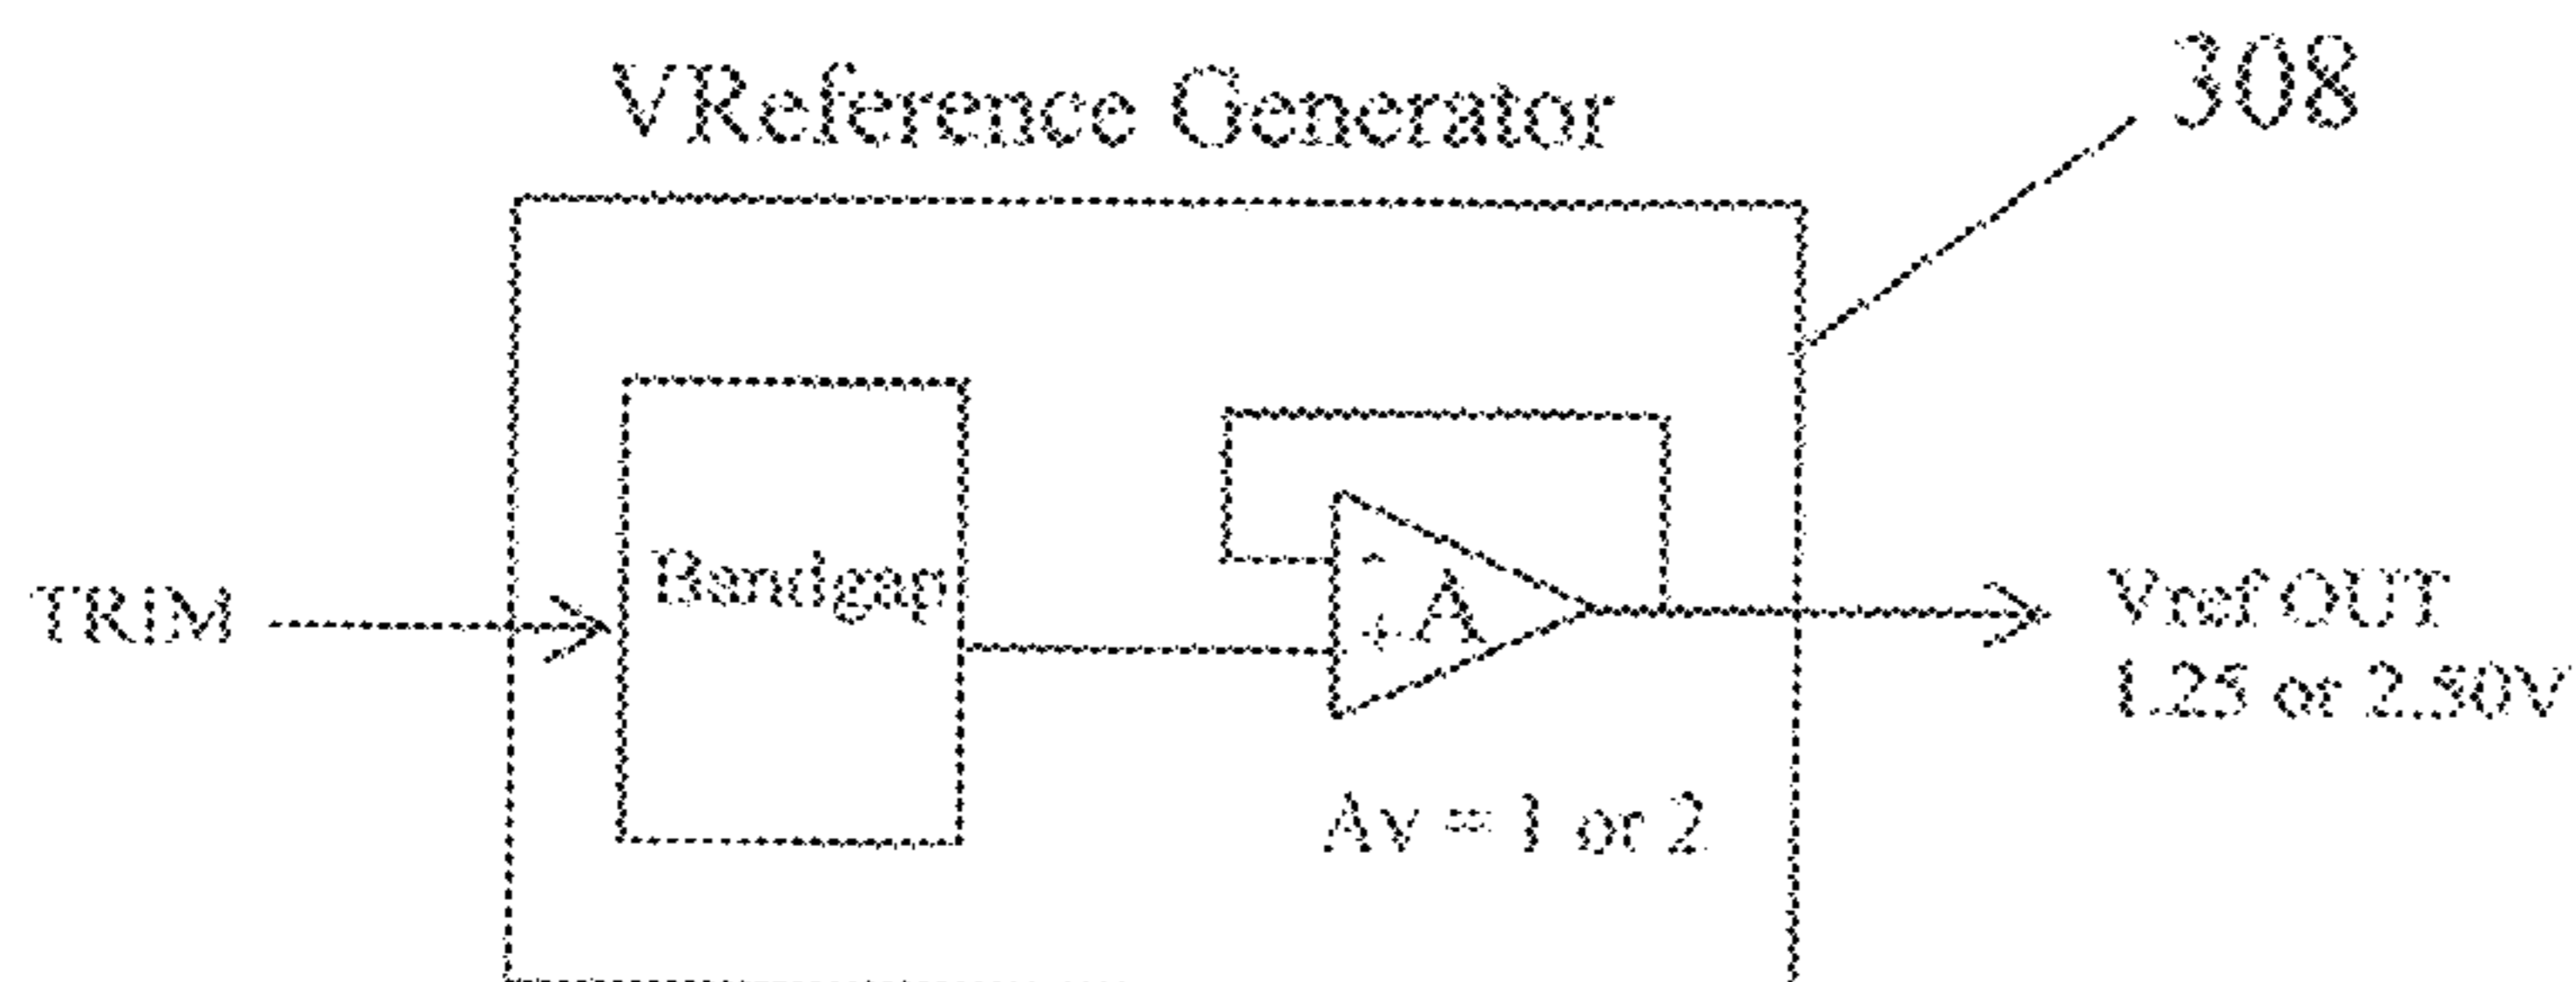 VReference Generator
308
TRIM
Bandgap
-
+ A
Av = 1 or 2
Vref OUT
1.25 or 2.50V